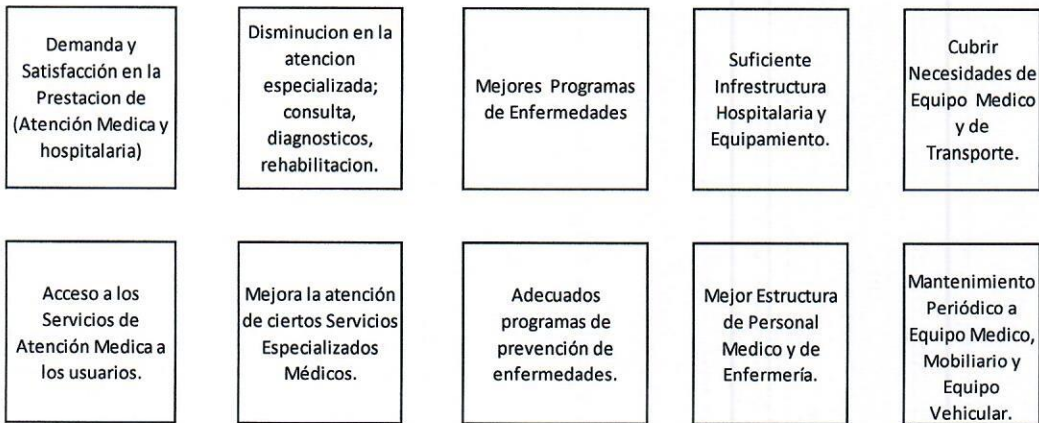 Demanda y
Satisfacción en la
Prestacion de
(Atención Medica y
hospitalaria)
Disminucion en la
atencion
especializada;
consulta,
diagnosticos,
rehabilitacion.
Mejores Programas
de Enfermedades
Suficiente
Infrestructura
Hospitalaria y
Equipamiento.
Cubrir
Necesidades de
Equipo Medico
y de
Transporte.
Acceso a los
Servicios de
Atención Medica a
los usuarios.
Mejora la atención
de ciertos Servicios
Especializados
Médicos.
Adecuados
programas de
prevención de
enfermedades.
Mejor Estructura
de Personal
Medico y de
Enfermería.
Mantenimiento
Periódico a
Equipo Medico,
Mobiliario y
Equipo
Vehicular.